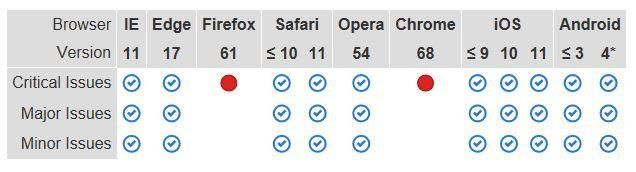 Browser IE Edge Firefox Safari Opera Chrome iOS Android
Version 11 17 61 ≤ 10 11 54 68 ≤ 9 10 11 ≤ 3 4*
Critical Issues
Major Issues
Minor Issues